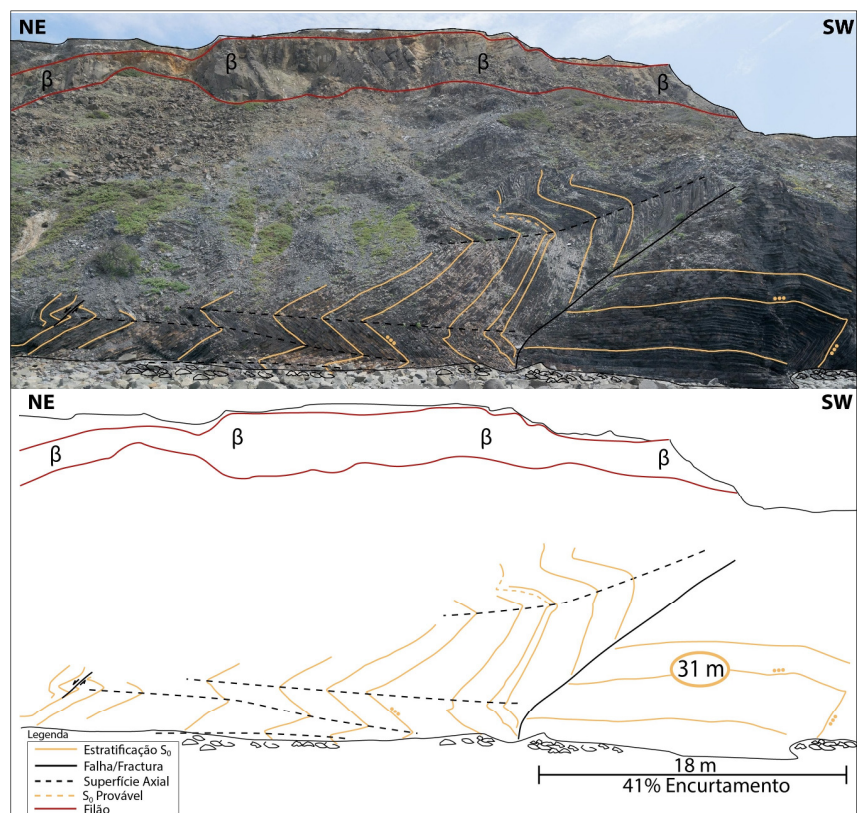 NE SW
β β β β
NE SW
β β β β
31 m
Legenda
Estratificação S₀
Falha/Fractura
Superfície Axial
S₀ Provável
Filão
18 m
41% Encurtamento